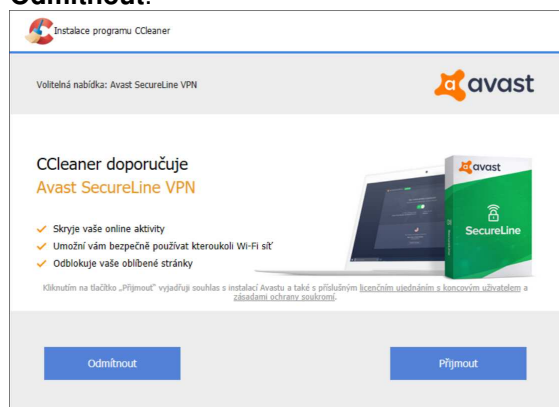 Odmítnout.
Instalace programu CCleaner
Volitelná nabídka: Avast SecureLine VPN
avast
CCleaner doporučuje
Avast SecureLine VPN
avast
SecureLine
Skryje vaše online aktivity
Umožní vám bezpečně používat kteroukoli Wi-Fi síť
Odblokuje vaše oblíbené stránky
Kliknutím na tlačítko „Přijmout" vyjadřuji souhlas s instalací Avastu a také s příslušným licenčním ujednáním s koncovým uživatelem a
zásadami ochrany soukromí.
Odmítnout
Přijmout